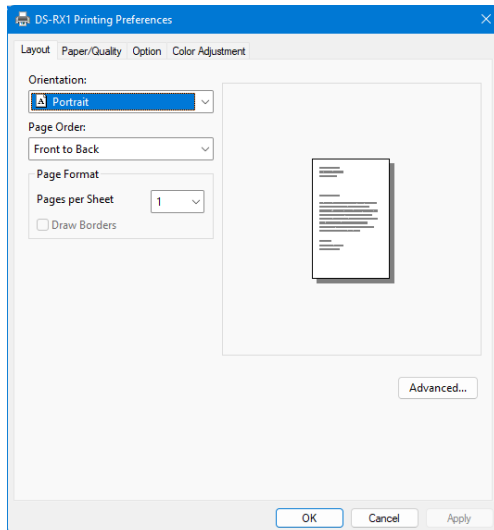 DS-RX1 Printing Preferences
Layout Paper/Quality Option Color Adjustment
Orientation:
A Portrait
Page Order:
Front to Back
Page Format
Pages per Sheet 1
Draw Borders
Advanced...
OK Cancel Apply